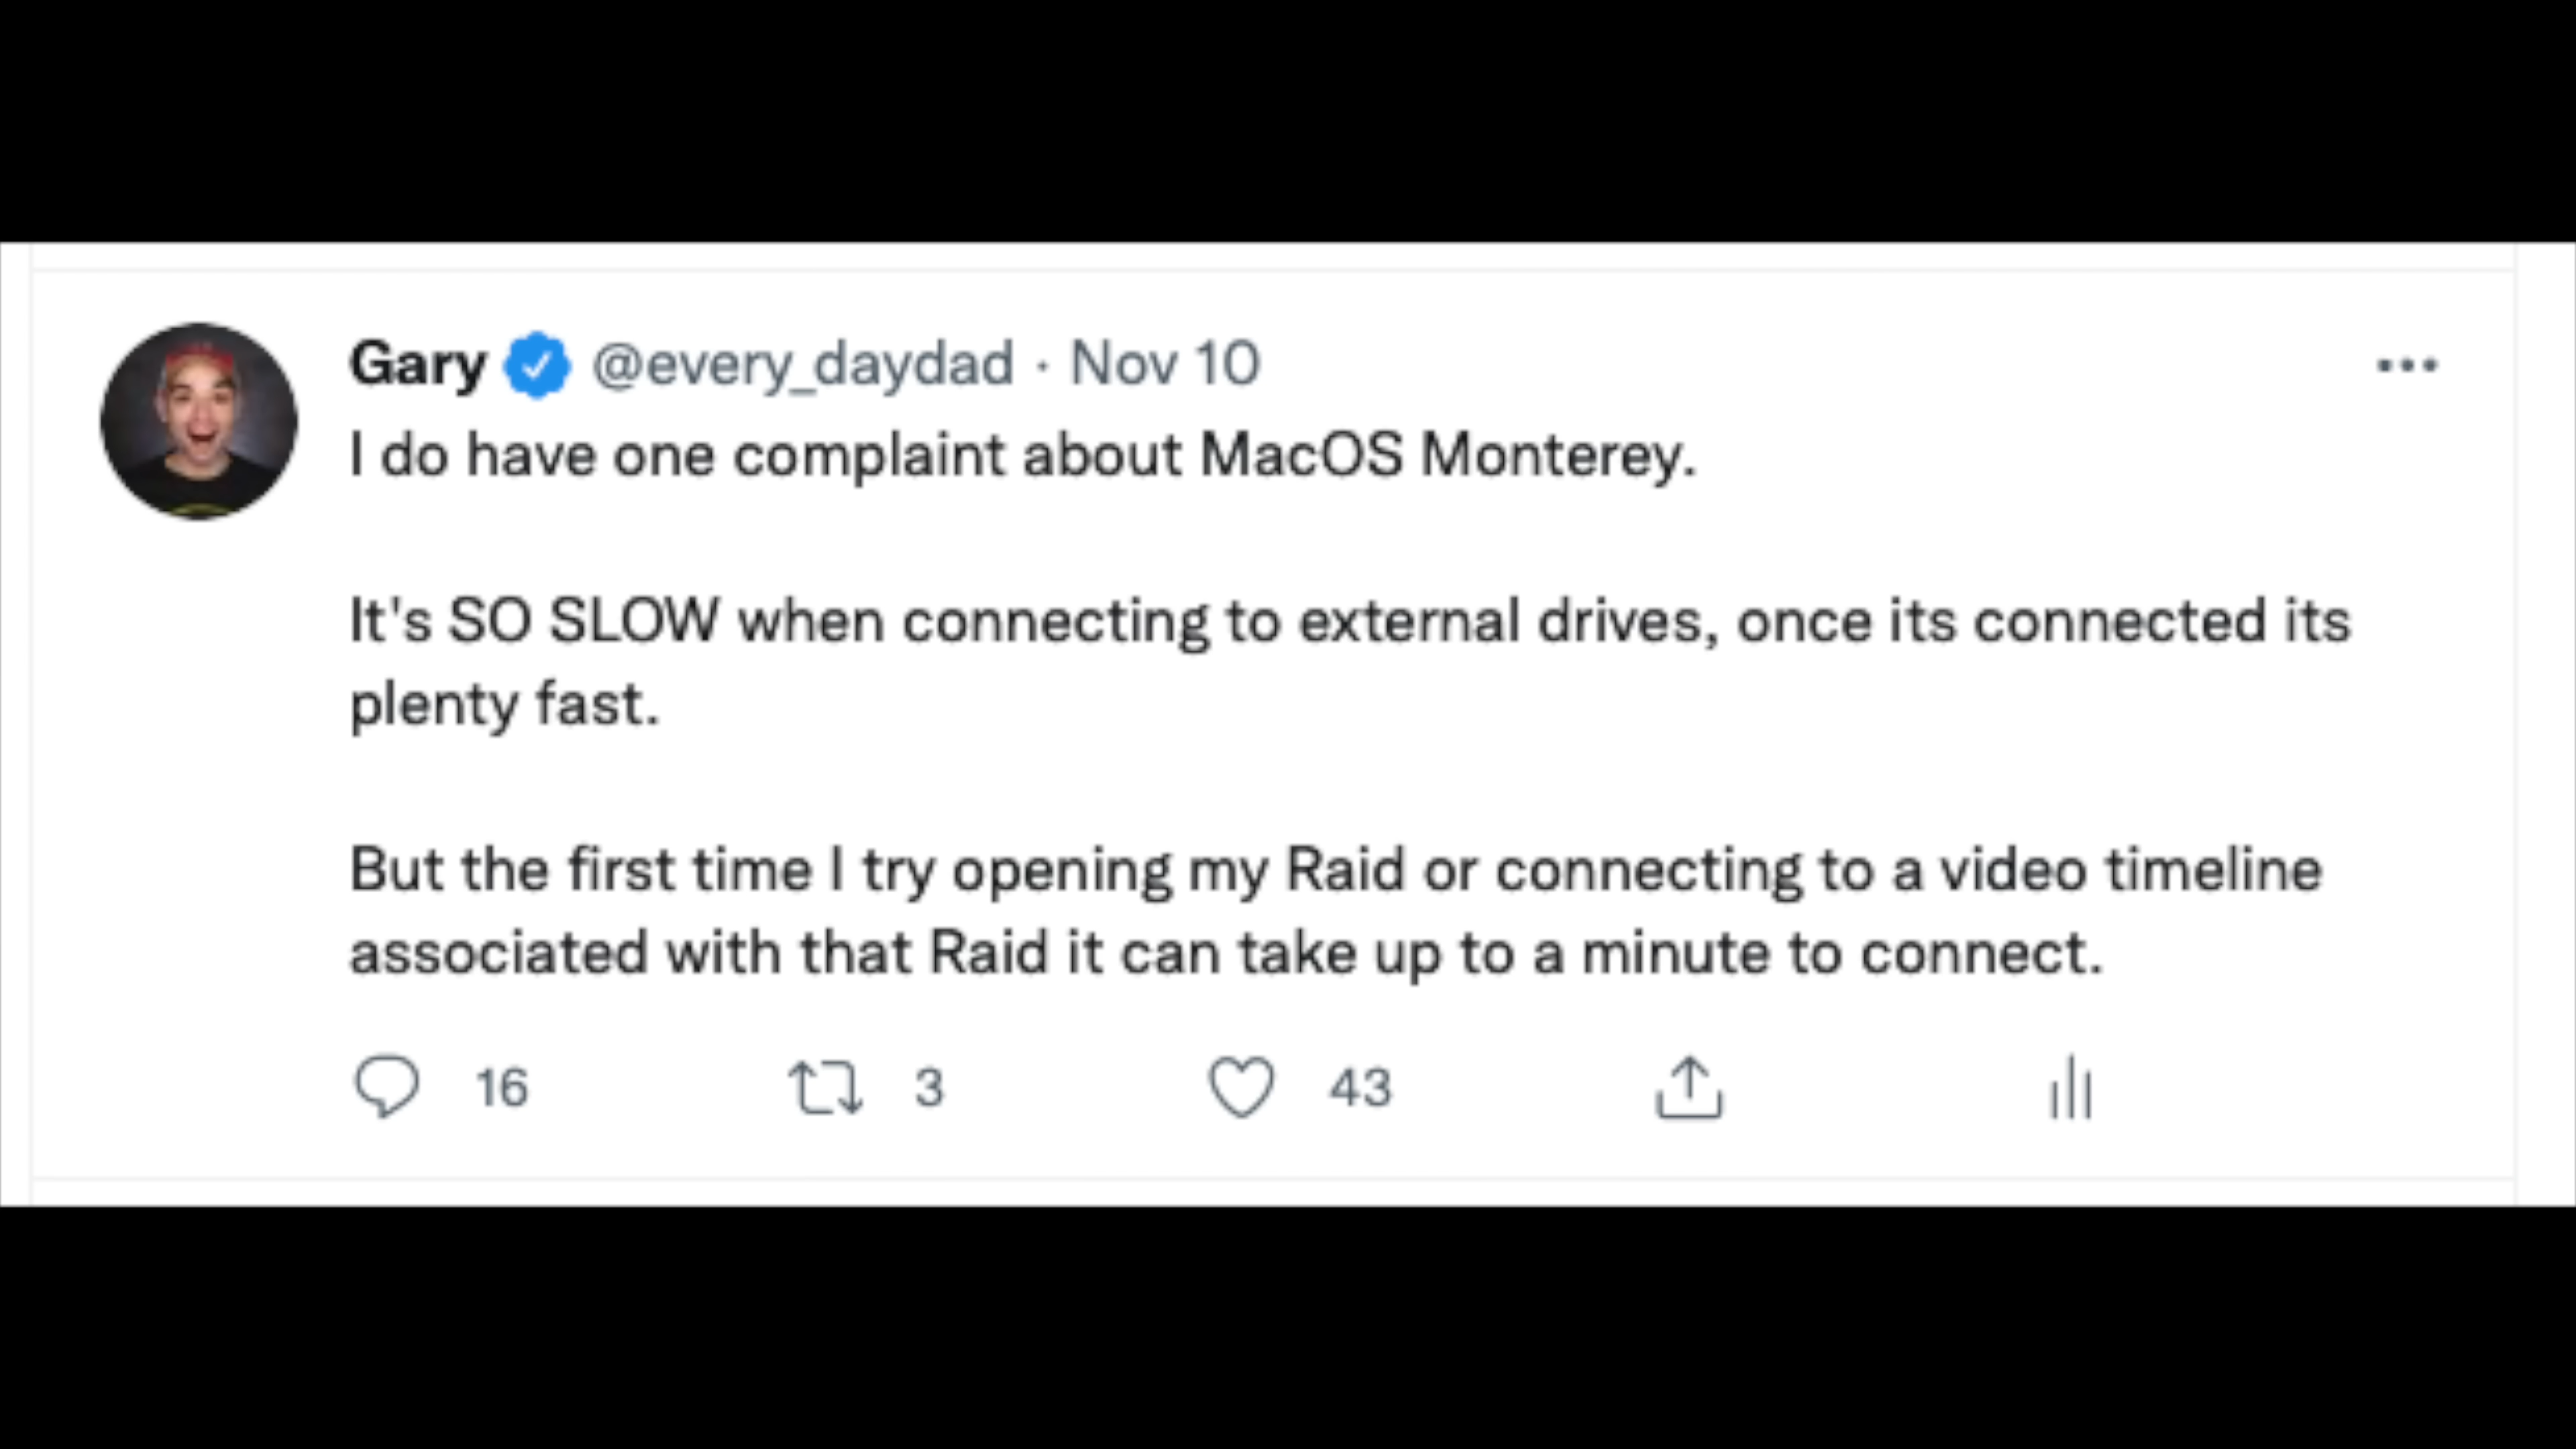 Gary @every_daydad · Nov 10
I do have one complaint about MacOS Monterey.
It's SO SLOW when connecting to external drives, once its connected its
plenty fast.
But the first time I try opening my Raid or connecting to a video timeline
associated with that Raid it can take up to a minute to connect.
16 3 43